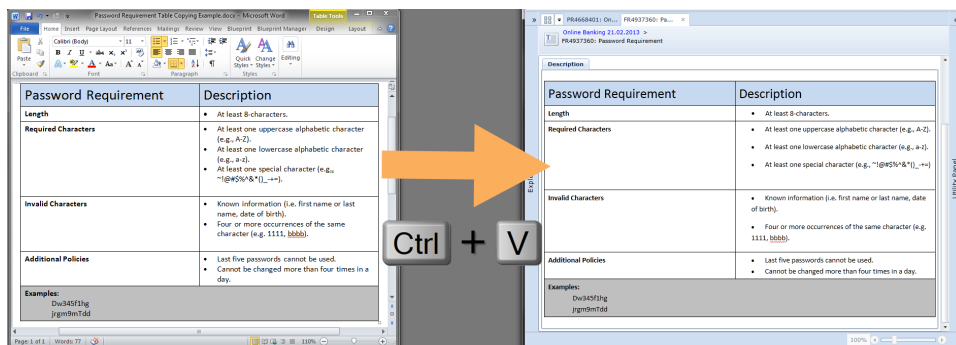 Password Requirement Table Copying Example.docx - Microsoft Word
Table Tools
File Home Insert Page Layout References Mailings Review View Blueprint Blueprint Manager Design Layout
Paste
Calibri (Body) 11
Quick Styles
Change Styles
Editing
Clipboard Font Paragraph Styles
Password Requirement Description
Length • At least 8-characters.
Required Characters • At least one uppercase alphabetic character
(e.g., A-Z).
• At least one lowercase alphabetic character
(e.g., a-z).
• At least one special character (e.g.,
~!@#$%^&*()_-+=).
Invalid Characters • Known information (i.e. first name or last
name, date of birth).
• Four or more occurrences of the same
character (e.g. 1111, bbbb).
Additional Policies • Last five passwords cannot be used.
• Cannot be changed more than four times in a
day.
Examples:
Dw345f1hg
jrgm9mTdd
Page: 1 of 1 Words: 77 110%
Ctrl + V
PR4668401: On... FR4937360: Pa...
Online Banking 21.02.2013 >
FR4937360: Password Requirement
Description
Password Requirement Description
Length • At least 8-characters.
Required Characters • At least one uppercase alphabetic character (e.g., A-Z).
• At least one lowercase alphabetic character (e.g., a-z).
• At least one special character (e.g., ~!@#$%^&*()_-+=)
Invalid Characters • Known information (i.e. first name or last name, date
of birth).
• Four or more occurrences of the same character (e.g.
1111, bbbb).
Additional Policies • Last five passwords cannot be used.
• Cannot be changed more than four times in a day.
Examples:
Dw345f1hg
jrgm9mTdd
Utility Panel
100%